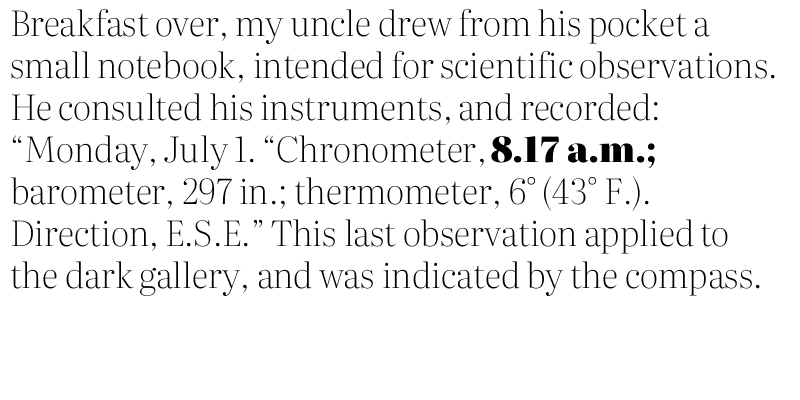 Breakfast over, my uncle drew from his pocket a
small notebook, intended for scientific observations.
He consulted his instruments, and recorded:
“Monday, July 1. “Chronometer, 8.17 a.m.;
barometer, 297 in.; thermometer, 6° (43° F.).
Direction, E.S.E.” This last observation applied to
the dark gallery, and was indicated by the compass.